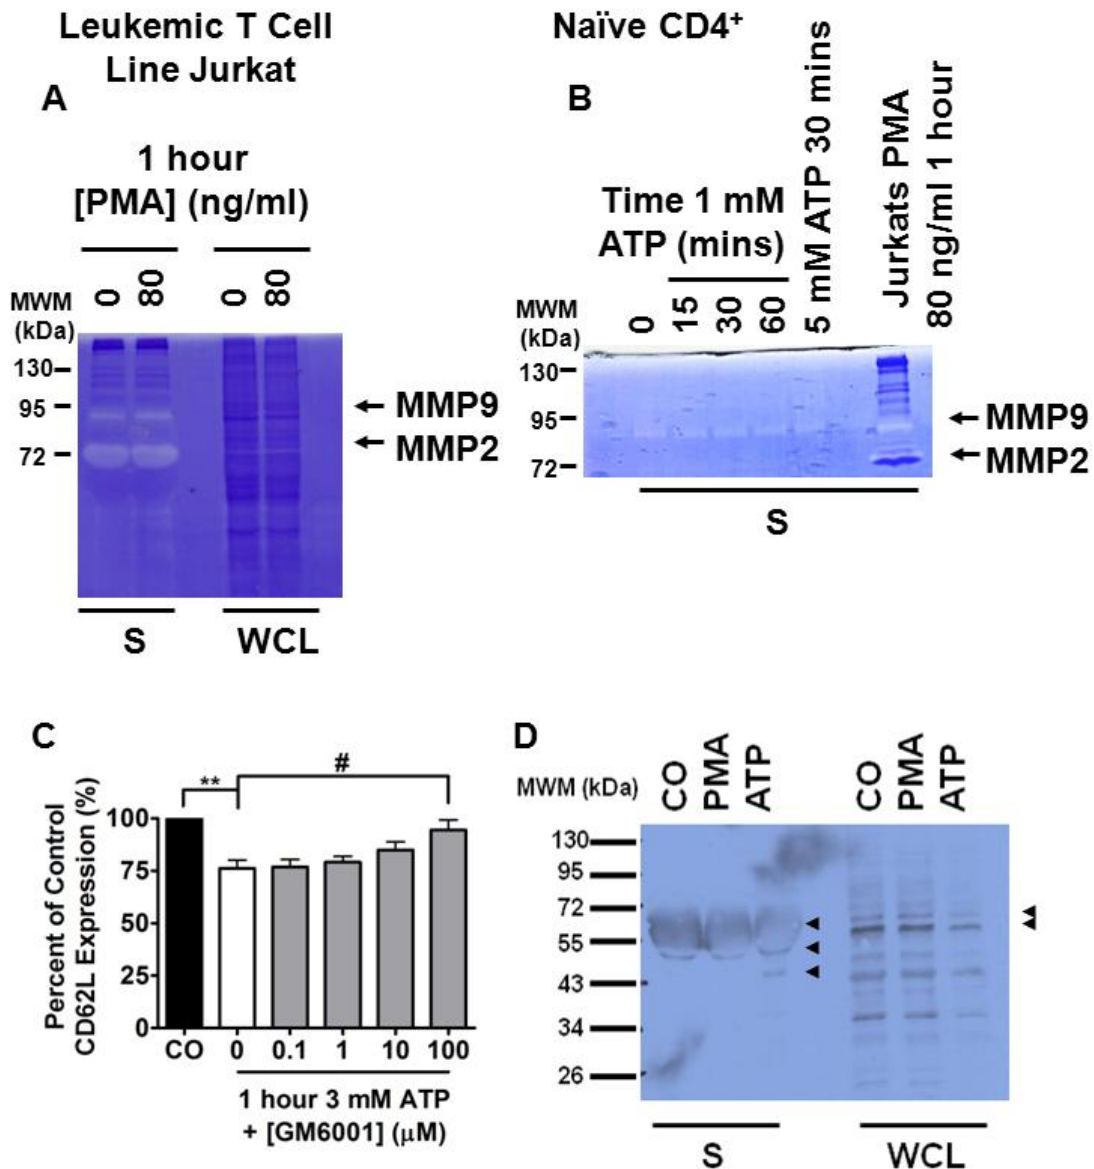 Leukemic T Cell
Line Jurkat
A
1 hour
[PMA] (ng/ml)
0 80 0 80
MWM
(kDa)
130
95
72
MMP9
MMP2
S WCL
Naïve CD4⁺
B
Time 1 mM
ATP (mins)
0 15 30 60
5 mM ATP 30 mins
Jurkats PMA
80 ng/ml 1 hour
MWM
(kDa)
130
95
72
MMP9
MMP2
S
C
Percent of Control
CD62L Expression (%)
100
75
50
25
0
** #
CO 0 0.1 1 10 100
1 hour 3 mM ATP
+ [GM6001] (µM)
D
MWM (kDa)
CO PMA ATP CO PMA ATP
130
95
72
55
43
34
26
S WCL